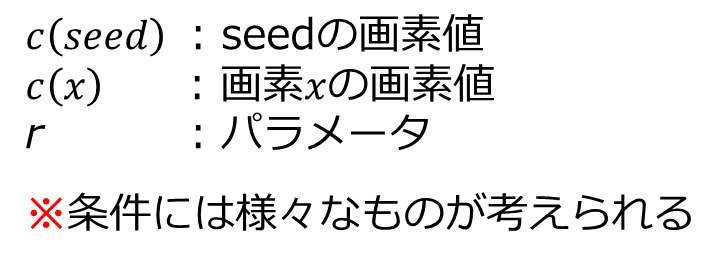 c(seed) : seedの画素値
c(x) : 画素xの画素値
r : パラメータ
※条件には様々なものが考えられる